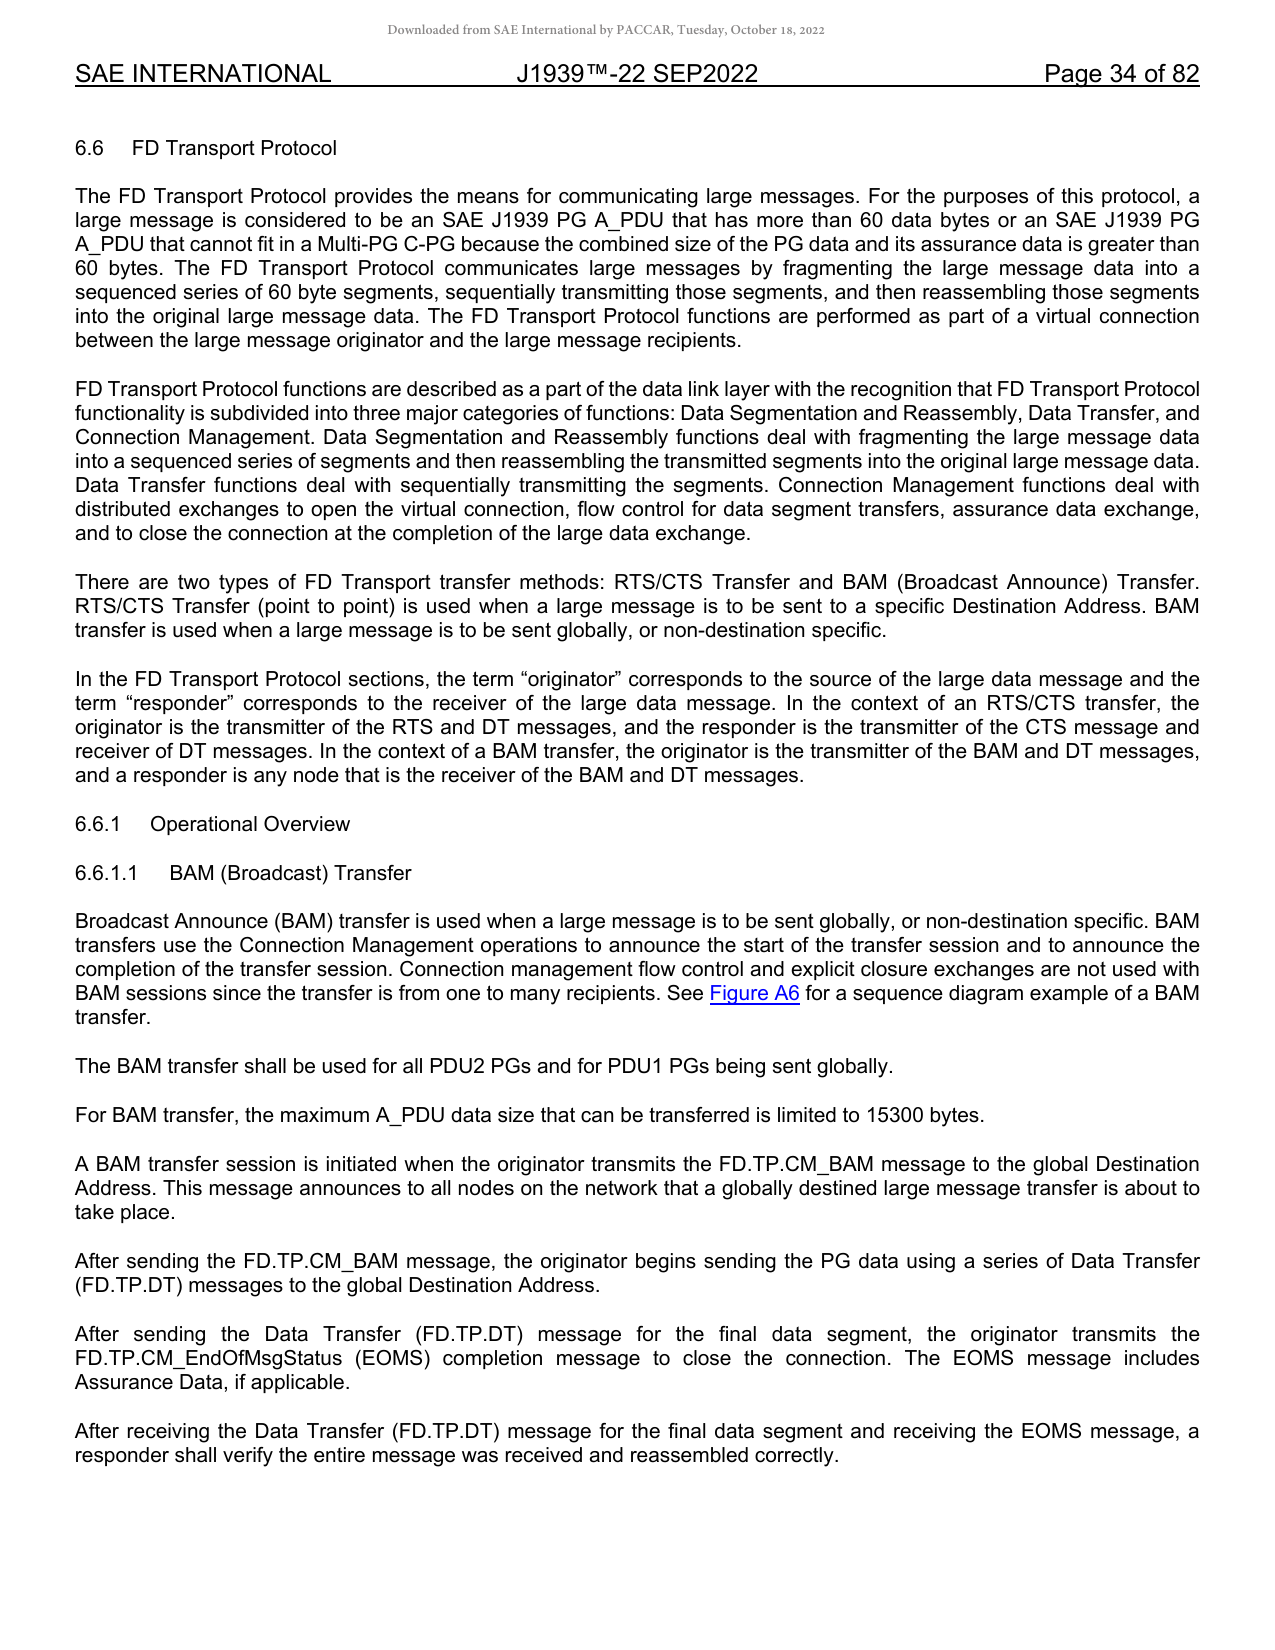 Downloaded from SAE International by PACCAR, Tuesday, October 18, 2022
SAE INTERNATIONAL J1939™-22 SEP2022 Page 34 of 82
6.6 FD Transport Protocol
The FD Transport Protocol provides the means for communicating large messages. For the purposes of this protocol, a
large message is considered to be an SAE J1939 PG A_PDU that has more than 60 data bytes or an SAE J1939 PG
A_PDU that cannot fit in a Multi-PG C-PG because the combined size of the PG data and its assurance data is greater than
60 bytes. The FD Transport Protocol communicates large messages by fragmenting the large message data into a
sequenced series of 60 byte segments, sequentially transmitting those segments, and then reassembling those segments
into the original large message data. The FD Transport Protocol functions are performed as part of a virtual connection
between the large message originator and the large message recipients.
FD Transport Protocol functions are described as a part of the data link layer with the recognition that FD Transport Protocol
functionality is subdivided into three major categories of functions: Data Segmentation and Reassembly, Data Transfer, and
Connection Management. Data Segmentation and Reassembly functions deal with fragmenting the large message data
into a sequenced series of segments and then reassembling the transmitted segments into the original large message data.
Data Transfer functions deal with sequentially transmitting the segments. Connection Management functions deal with
distributed exchanges to open the virtual connection, flow control for data segment transfers, assurance data exchange,
and to close the connection at the completion of the large data exchange.
There are two types of FD Transport transfer methods: RTS/CTS Transfer and BAM (Broadcast Announce) Transfer.
RTS/CTS Transfer (point to point) is used when a large message is to be sent to a specific Destination Address. BAM
transfer is used when a large message is to be sent globally, or non-destination specific.
In the FD Transport Protocol sections, the term “originator” corresponds to the source of the large data message and the
term “responder” corresponds to the receiver of the large data message. In the context of an RTS/CTS transfer, the
originator is the transmitter of the RTS and DT messages, and the responder is the transmitter of the CTS message and
receiver of DT messages. In the context of a BAM transfer, the originator is the transmitter of the BAM and DT messages,
and a responder is any node that is the receiver of the BAM and DT messages.
6.6.1 Operational Overview
6.6.1.1 BAM (Broadcast) Transfer
Broadcast Announce (BAM) transfer is used when a large message is to be sent globally, or non-destination specific. BAM
transfers use the Connection Management operations to announce the start of the transfer session and to announce the
completion of the transfer session. Connection management flow control and explicit closure exchanges are not used with
BAM sessions since the transfer is from one to many recipients. See Figure A6 for a sequence diagram example of a BAM
transfer.
The BAM transfer shall be used for all PDU2 PGs and for PDU1 PGs being sent globally.
For BAM transfer, the maximum A_PDU data size that can be transferred is limited to 15300 bytes.
A BAM transfer session is initiated when the originator transmits the FD.TP.CM_BAM message to the global Destination
Address. This message announces to all nodes on the network that a globally destined large message transfer is about to
take place.
After sending the FD.TP.CM_BAM message, the originator begins sending the PG data using a series of Data Transfer
(FD.TP.DT) messages to the global Destination Address.
After sending the Data Transfer (FD.TP.DT) message for the final data segment, the originator transmits the
FD.TP.CM_EndOfMsgStatus (EOMS) completion message to close the connection. The EOMS message includes
Assurance Data, if applicable.
After receiving the Data Transfer (FD.TP.DT) message for the final data segment and receiving the EOMS message, a
responder shall verify the entire message was received and reassembled correctly.